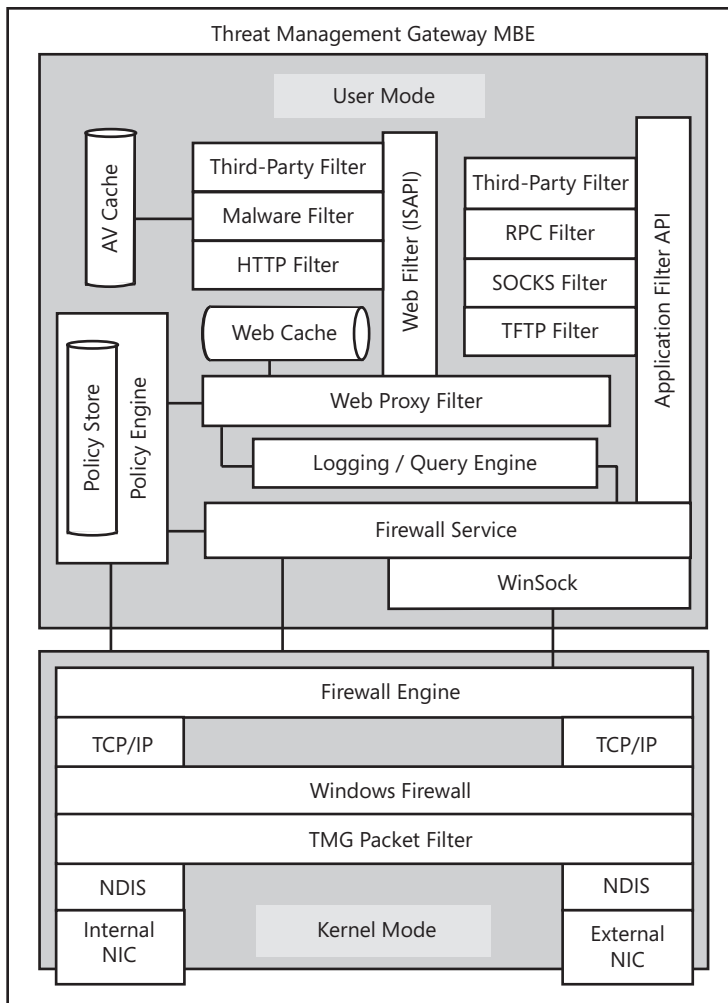 Threat Management Gateway MBE
User Mode
AV Cache
Third-Party Filter
Malware Filter
HTTP Filter
Web Filter (ISAPI)
Third-Party Filter
RPC Filter
SOCKS Filter
TFTP Filter
Application Filter API
Web Cache
Policy Store
Policy Engine
Web Proxy Filter
Logging / Query Engine
Firewall Service
WinSock
Firewall Engine
TCP/IP
TCP/IP
Windows Firewall
TMG Packet Filter
NDIS
NDIS
Internal
NIC
Kernel Mode
External
NIC